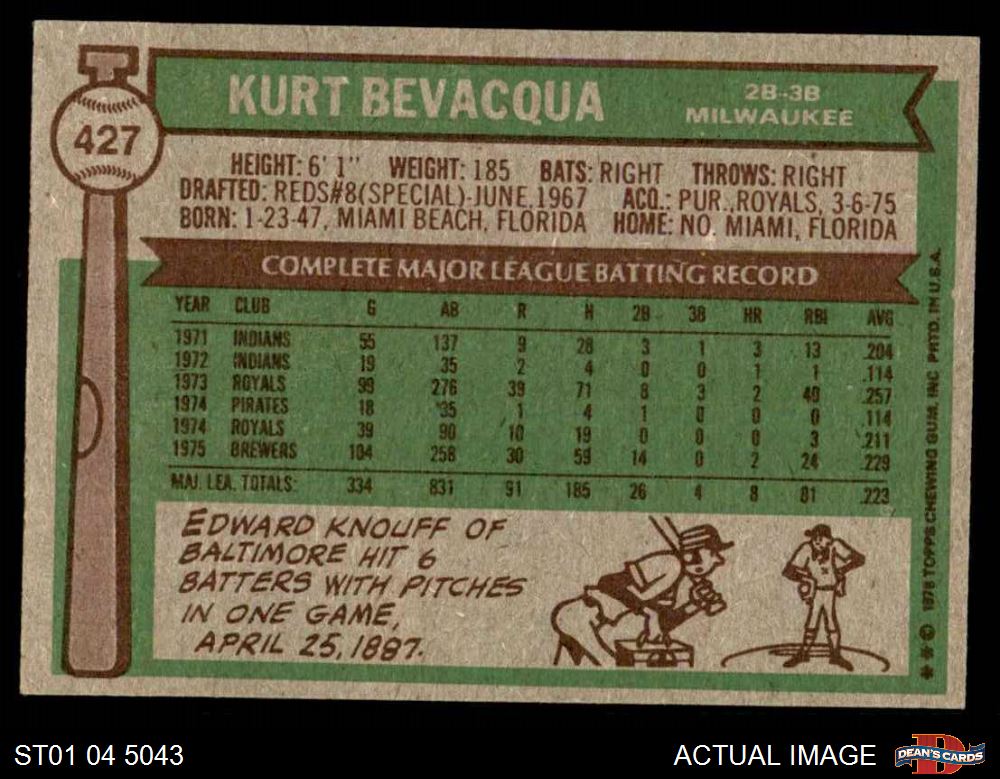 427
KURT BEVACQUA
2B-3B
MILWAUKEE
HEIGHT: 6' 1" WEIGHT: 185 BATS: RIGHT THROWS: RIGHT
DRAFTED: REDS#8(SPECIAL)-JUNE,1967 ACQ.: PUR.,ROYALS, 3-6-75
BORN: 1-23-47, MIAMI BEACH, FLORIDA HOME: NO. MIAMI, FLORIDA
COMPLETE MAJOR LEAGUE BATTING RECORD
YEAR CLUB G AB R H 2B 3B HR RBI AVG
1971 INDIANS 55 137 9 28 3 1 3 13 .204
1972 INDIANS 19 35 2 4 0 0 1 1 .114
1973 ROYALS 99 276 39 71 8 3 2 40 .257
1974 PIRATES 18 35 1 4 1 0 0 0 .114
1974 ROYALS 39 90 10 19 0 0 0 3 .211
1975 BREWERS 104 258 30 59 14 0 2 24 .229
MAJ. LEA. TOTALS: 334 831 91 185 26 4 8 81 .223
EDWARD KNOUFF OF
BALTIMORE HIT 6
BATTERS WITH PITCHES
IN ONE GAME,
APRIL 25, 1887.
* * © 1976 TOPPS CHEWING GUM, INC. PRTD. IN U.S.A.
ST01 04 5043
ACTUAL IMAGE
D
DEAN'S CARDS